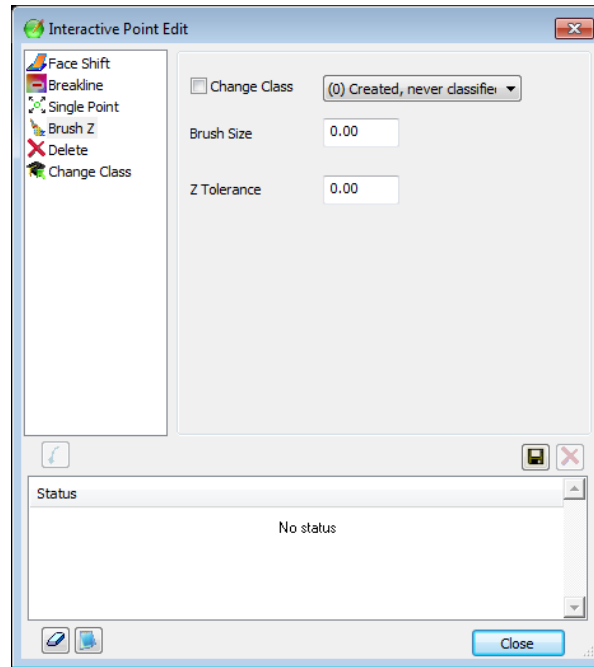 Interactive Point Edit
Face Shift
Breakline
Single Point
Brush Z
Delete
Change Class
Change Class
(0) Created, never classifie
Brush Size
0.00
Z Tolerance
0.00
Status
No status
Close